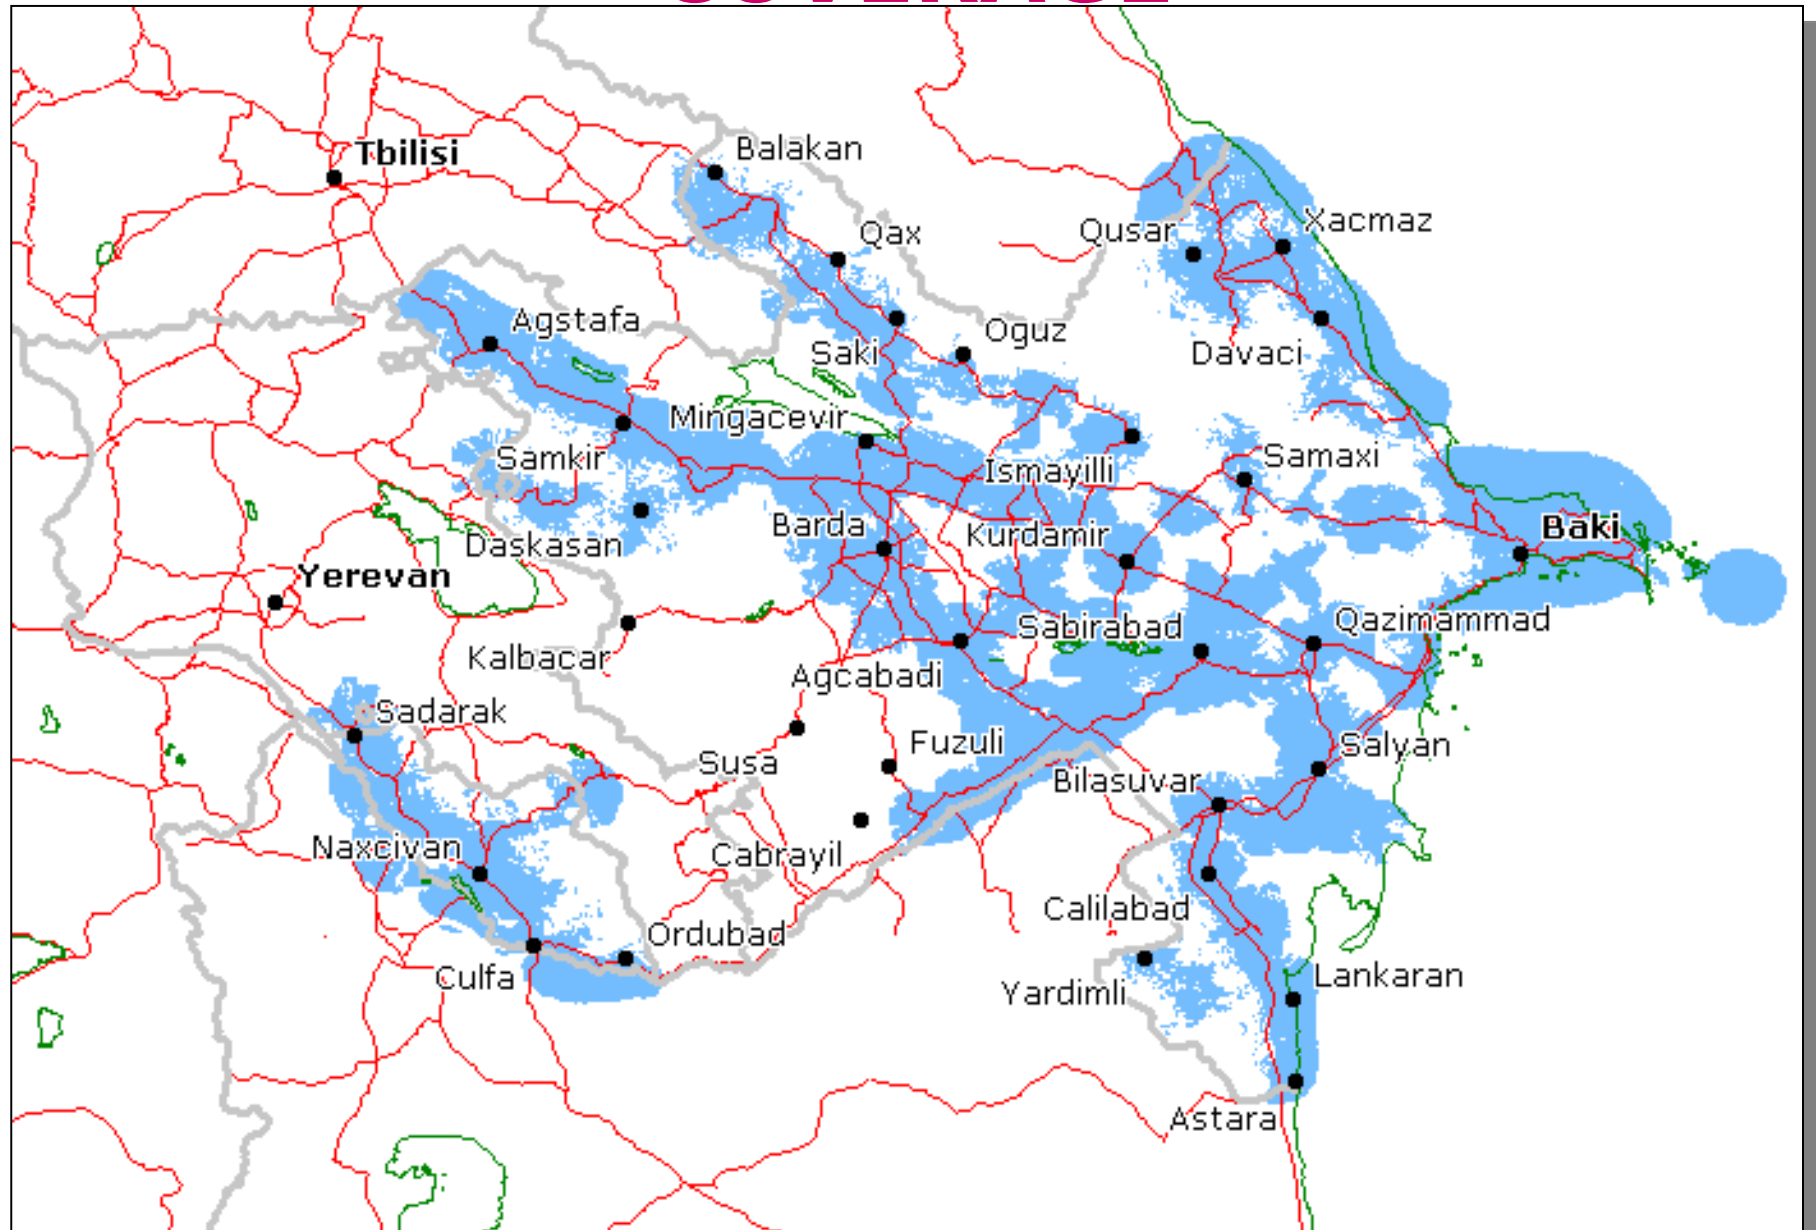 COVERAGE
Tbilisi
Balakan
Qax
Qusar
Xacmaz
Agstafa
Oguz
Saki
Davaci
Mingacevir
Samkir
Ismayilli
Samaxi
Barda
Kurdamir
Baki
Daskasan
Yerevan
Qazimammad
Sabirabad
Kalbacar
Agcabadi
Sadarak
Fuzuli
Salyan
Susa
Bilasuvar
Naxcivan
Cabrayil
Calilabad
Ordubad
Culfa
Yardimli
Lankaran
Astara